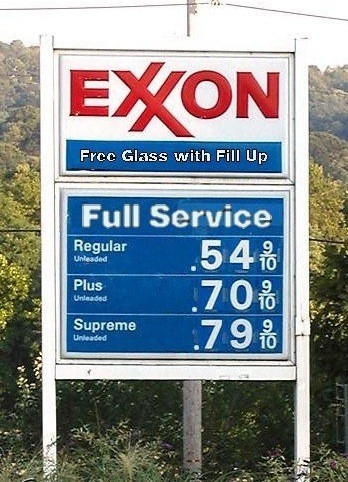 EXXON
Free Glass with Fill Up
Full Service
Regular
Unleaded
.54 9/10
Plus
Unleaded
.70 9/10
Supreme
Unleaded
.79 9/10